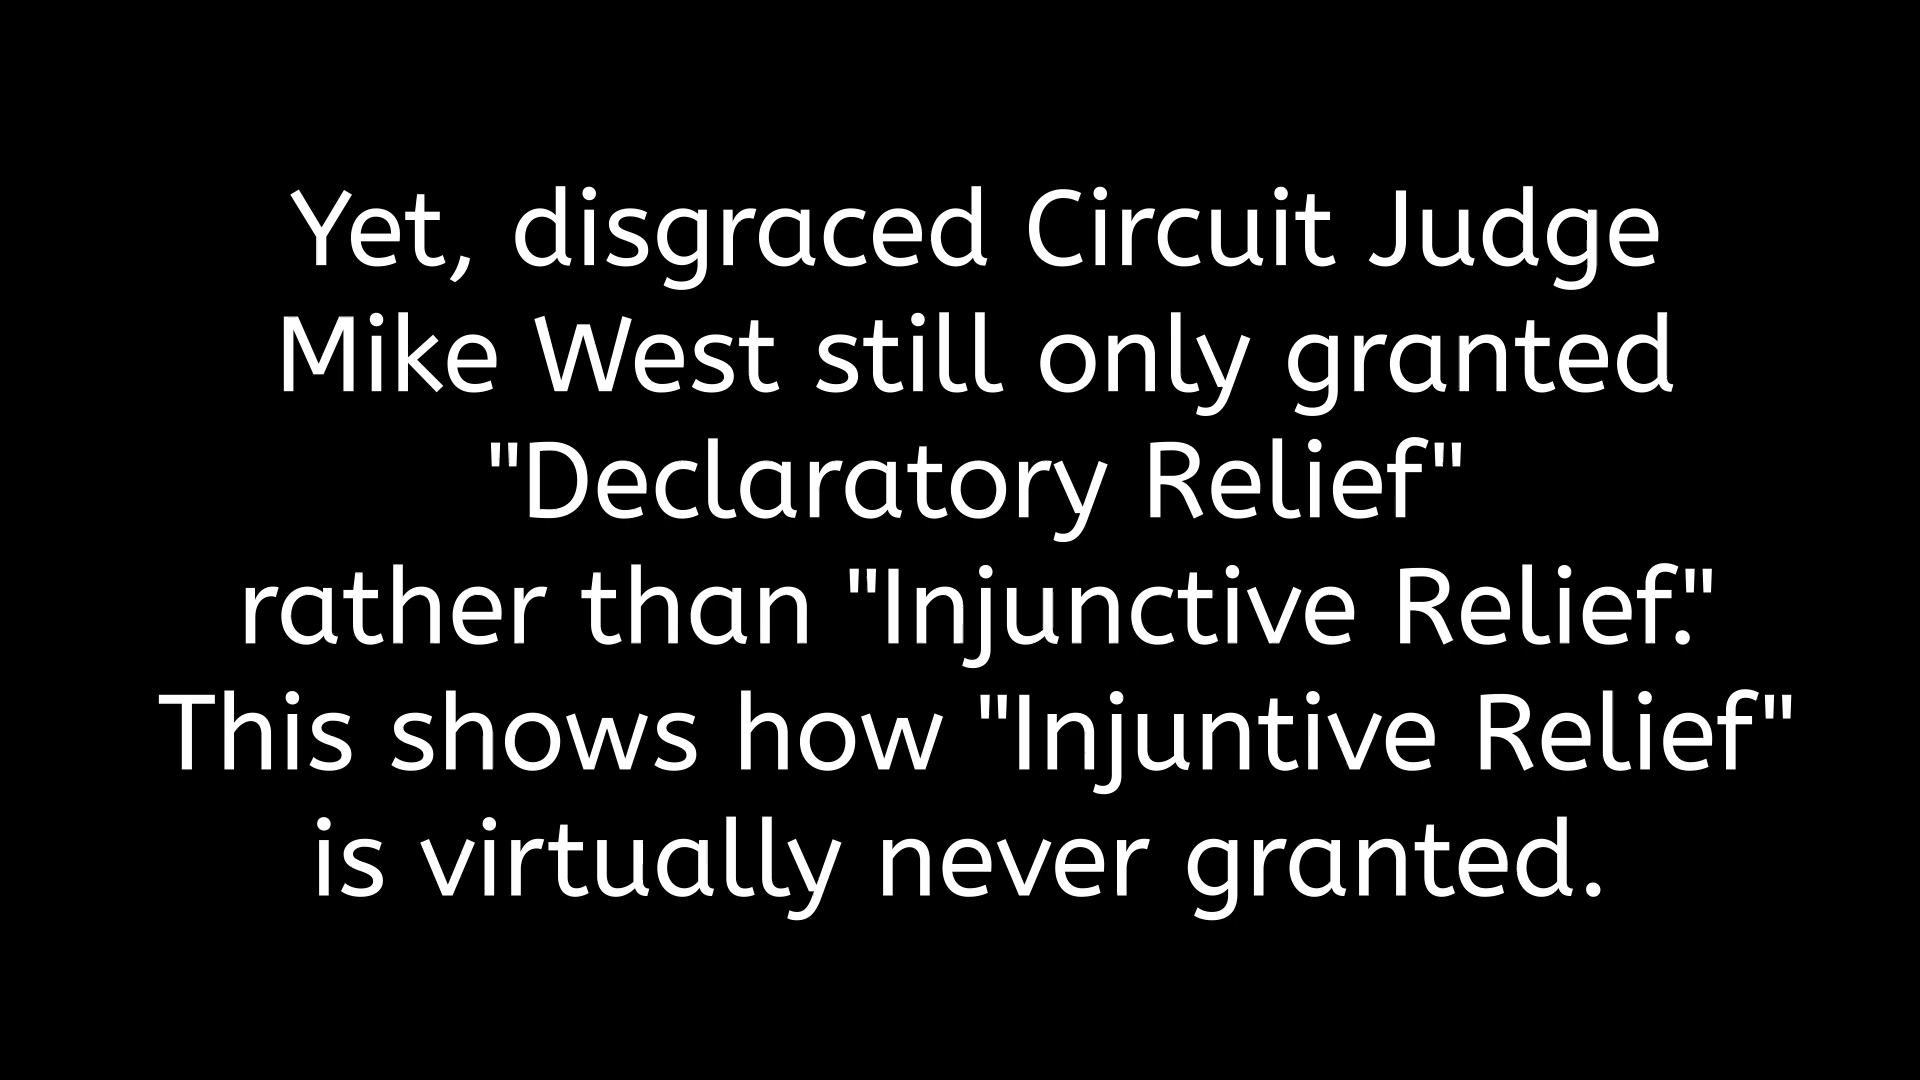 Yet, disgraced Circuit Judge
Mike West still only granted
"Declaratory Relief"
rather than "Injunctive Relief."
This shows how "Injuntive Relief"
is virtually never granted.